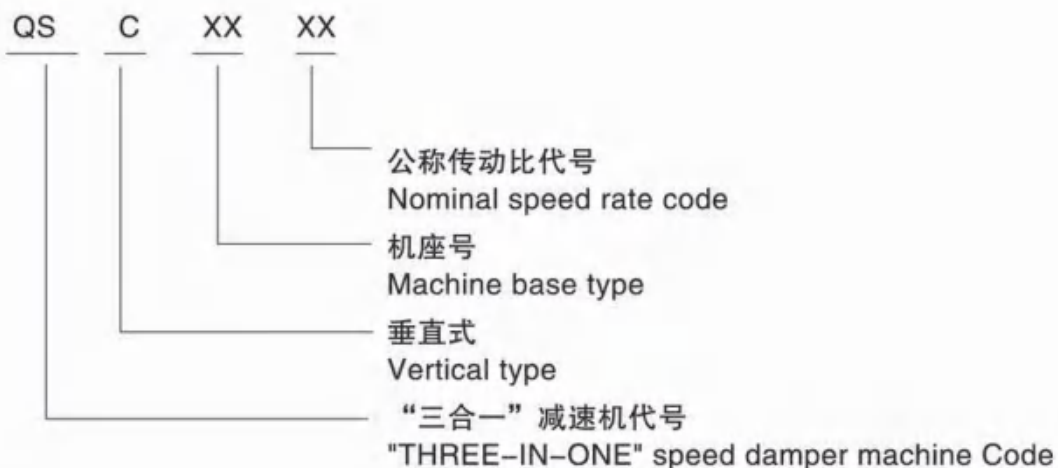 QS C XX XX
公称传动比代号
Nominal speed rate code
机座号
Machine base type
垂直式
Vertical type
“三合一”减速机代号
"THREE-IN-ONE" speed damper machine Code